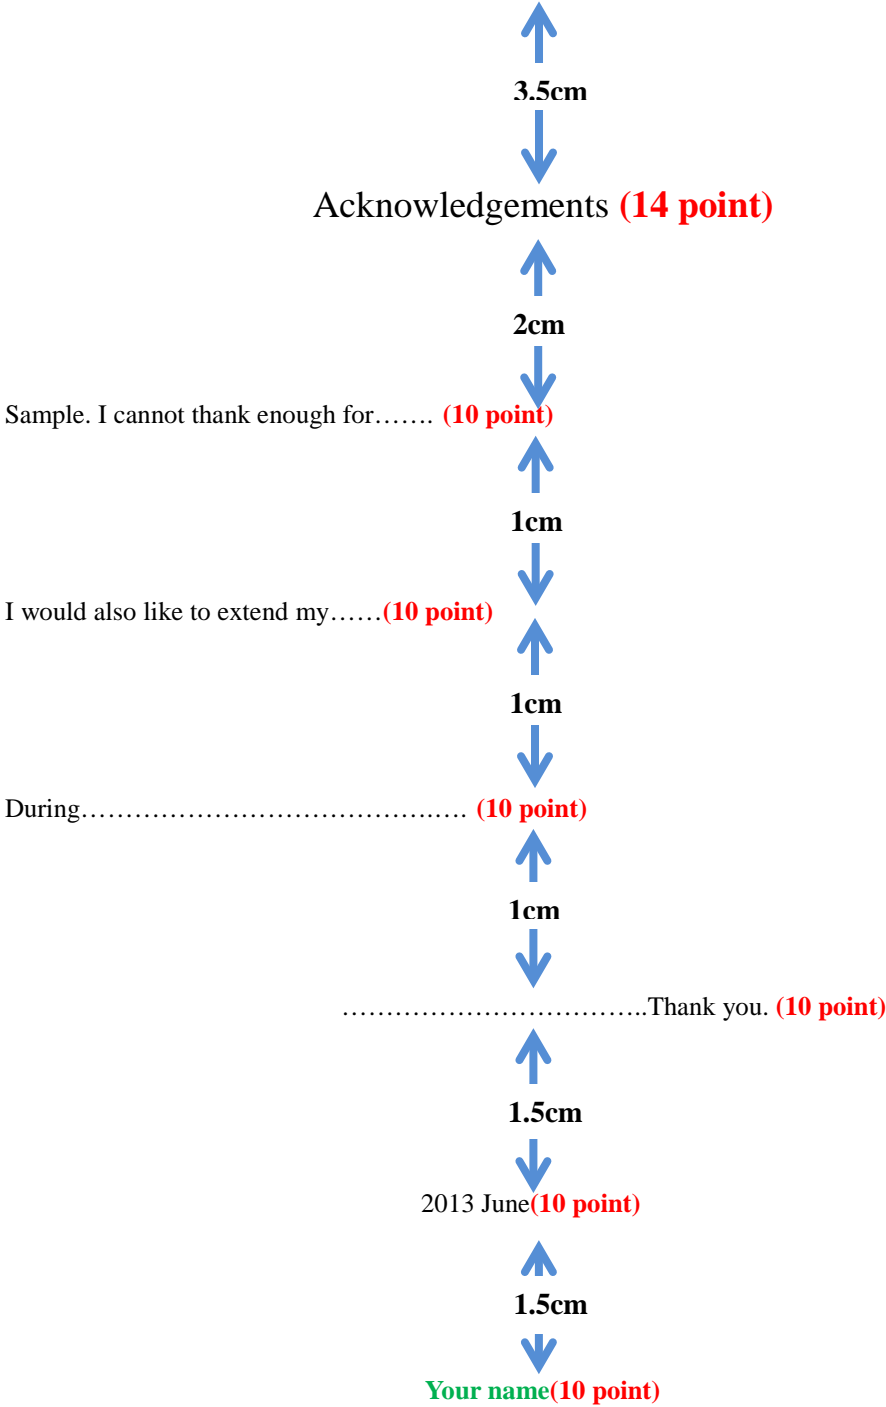 3.5cm
Acknowledgements (14 point)
2cm
Sample. I cannot thank enough for……. (10 point)
1cm
I would also like to extend my……(10 point)
1cm
During………………………………….…. (10 point)
1cm
……………………………..Thank you. (10 point)
1.5cm
2013 June(10 point)
1.5cm
Your name(10 point)